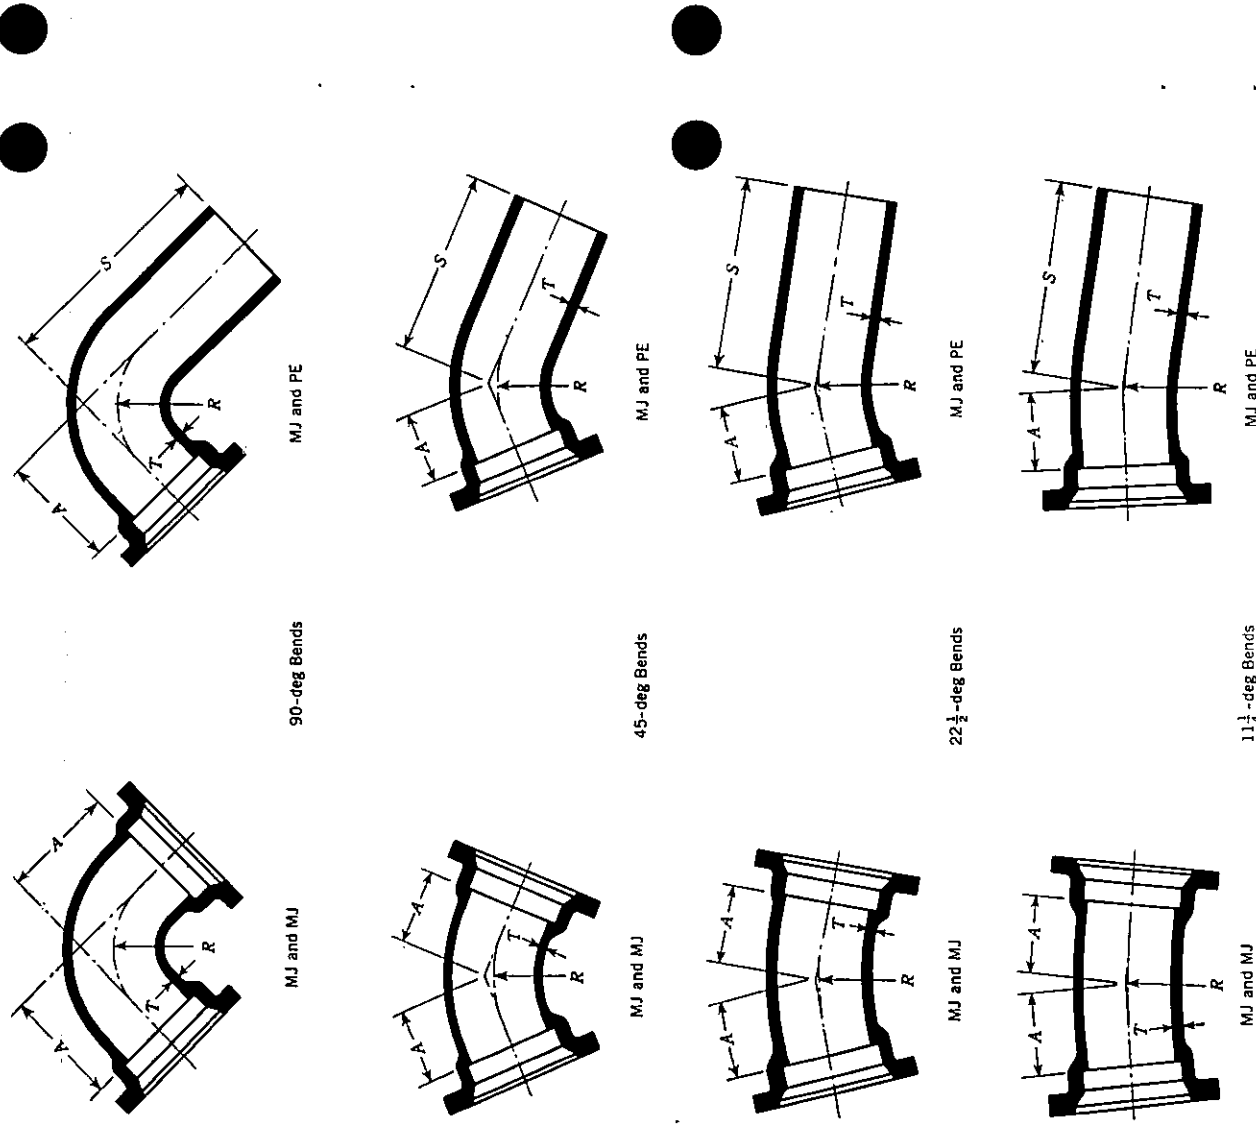 A A A S
T T
R R
MJ and MJ MJ and PE
90-deg Bends
A A A S
T T
R R
MJ and MJ MJ and PE
45-deg Bends
A A A S
T T
R R
MJ and MJ MJ and PE
22½-deg Bends
A A A S
T T
R R
MJ and MJ MJ and PE
11¼-deg Bends